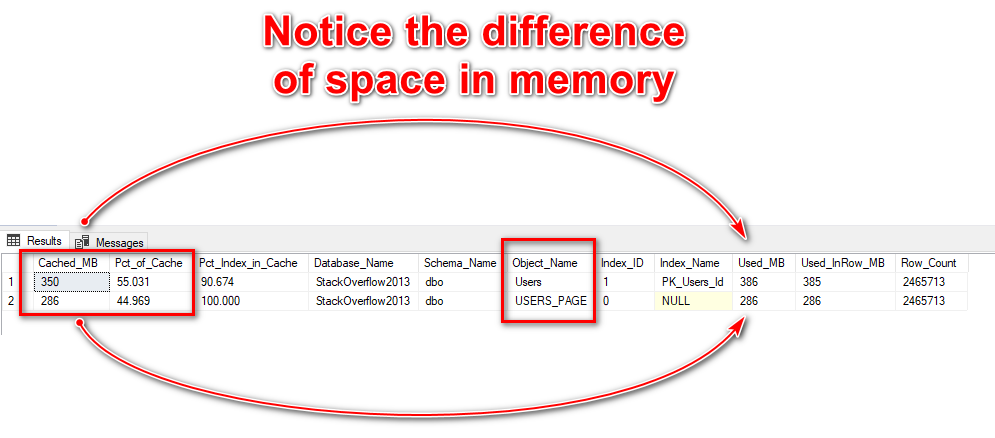 Notice the difference
of space in memory
Results Messages
Cached_MB Pct_of_Cache Pct_Index_in_Cache Database_Name Schema_Name Object_Name Index_ID Index_Name Used_MB Used_InRow_MB Row_Count
1 350 55.031 90.674 StackOverflow2013 dbo Users 1 PK_Users_Id 386 385 2465713
2 286 44.969 100.000 StackOverflow2013 dbo USERS_PAGE 0 NULL 286 286 2465713